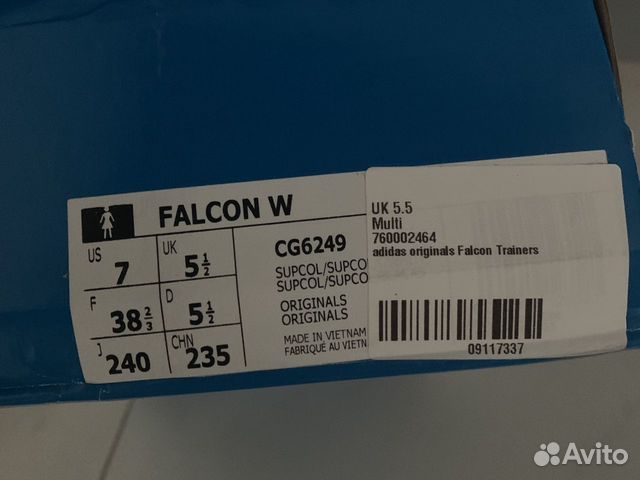 FALCON W
US 7
UK 5 1/2
F 38 2/3
D 5 1/2
J 240
CHN 235
CG6249
SUPCOL/SUPCO
SUPCOL/SUPCO
ORIGINALS
ORIGINALS
MADE IN VIETNAM
FABRIQUÉ AU VIETN
UK 5.5
Multi
760002464
adidas originals Falcon Trainers
09117337
Avito